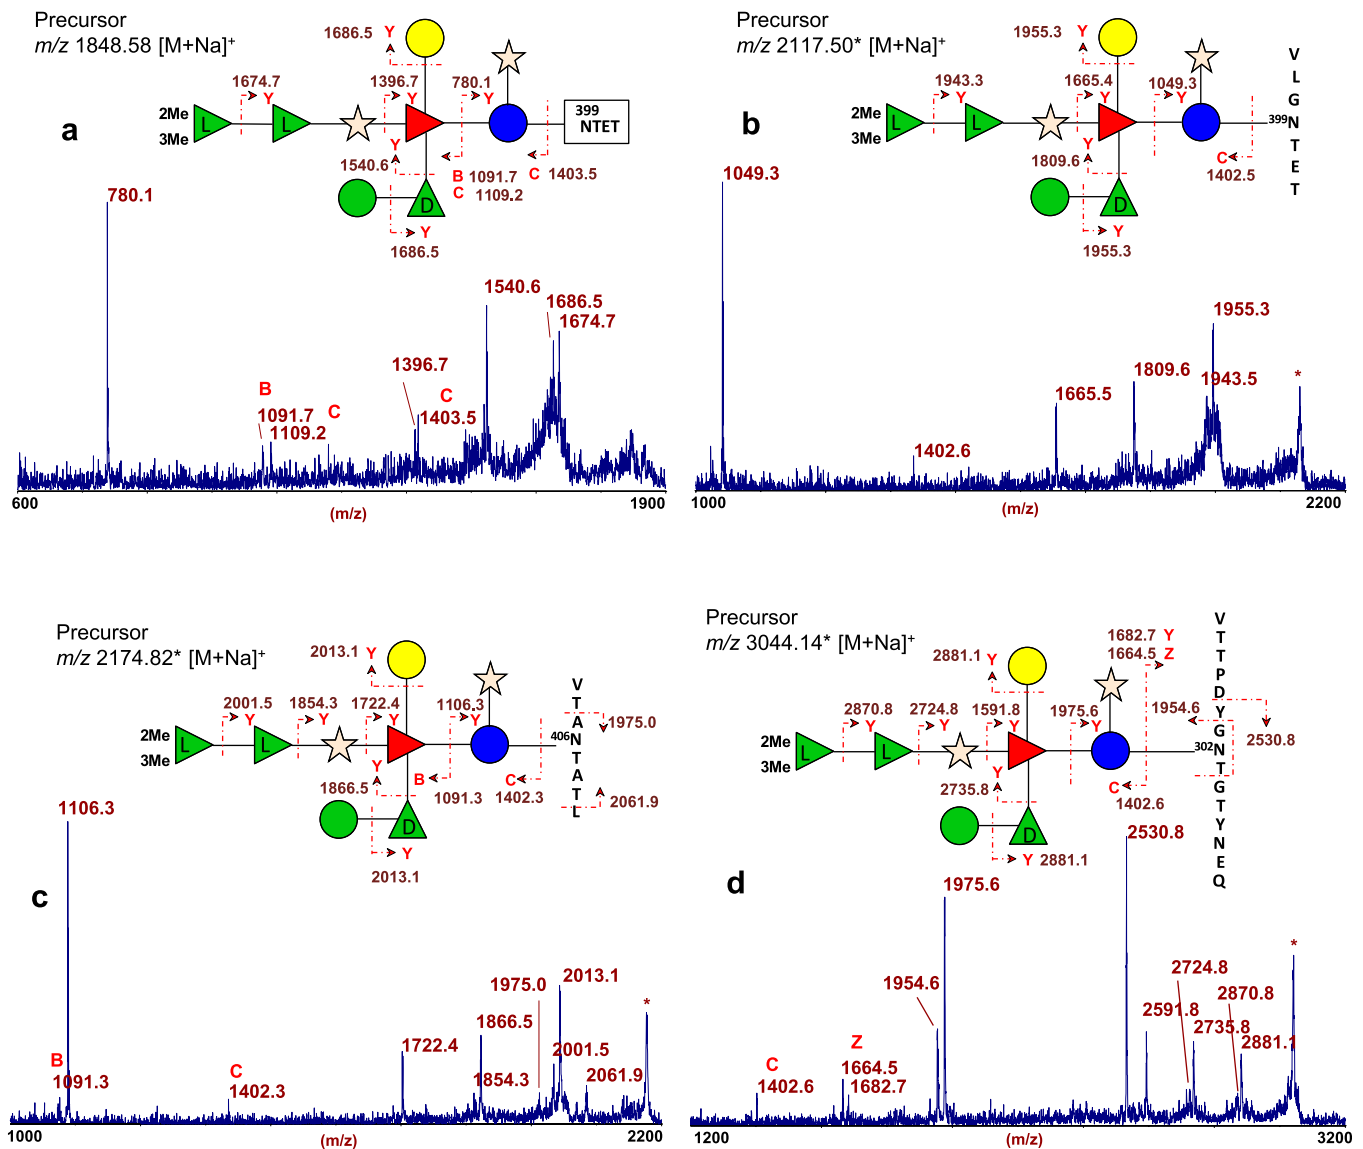 Precursor
m/z 1848.58 [M+Na]+
1686.5 Y
1674.7
Y
1396.7
Y
780.1
Y
2Me
3Me
L
L
399
NTET
a
Y
1540.6
B
C
1091.7
1109.2
C 1403.5
D
Y
1686.5
780.1
1540.6
1686.5
1674.7
1396.7
B
C
C
1091.7
1109.2
1403.5
600
(m/z)
1900
Precursor
m/z 2117.50* [M+Na]+
1955.3 Y
1943.3
Y
1665.4
Y
1049.3
Y
2Me
3Me
L
L
399
V
L
G
N
T
E
T
b
Y
1809.6
C
1402.5
D
Y
1955.3
1049.3
1955.3
1809.6
1943.5
*
1665.5
1402.6
1000
(m/z)
2200
Precursor
m/z 2174.82* [M+Na]+
2013.1 Y
2001.5
Y
1854.3
Y
1722.4
Y
1106.3
Y
2Me
3Me
L
L
406
V
T
A
N
T
A
T
L
1975.0
2061.9
Y
1866.5
B
1091.3
C
1402.3
D
Y
2013.1
1106.3
c
1975.0
2013.1
*
1866.5
1722.4
2001.5
1854.3
2061.9
B
1091.3
C
1402.3
1000
(m/z)
2200
Precursor
m/z 3044.14* [M+Na]+
2881.1 Y
1682.7 Y
1664.5 Z
2870.8
Y
2724.8
Y
1591.8
Y
1975.6
Y
1954.6
2530.8
2Me
3Me
L
L
302
V
T
T
P
D
Y
G
N
T
G
T
Y
N
E
Q
Y
2735.8
C
1402.6
D
Y 2881.1
2530.8
d
1975.6
*
1954.6
2724.8
2870.8
2591.8
2735.8
2881.1
Z
C
1664.5
1402.6
1682.7
1200
(m/z)
3200